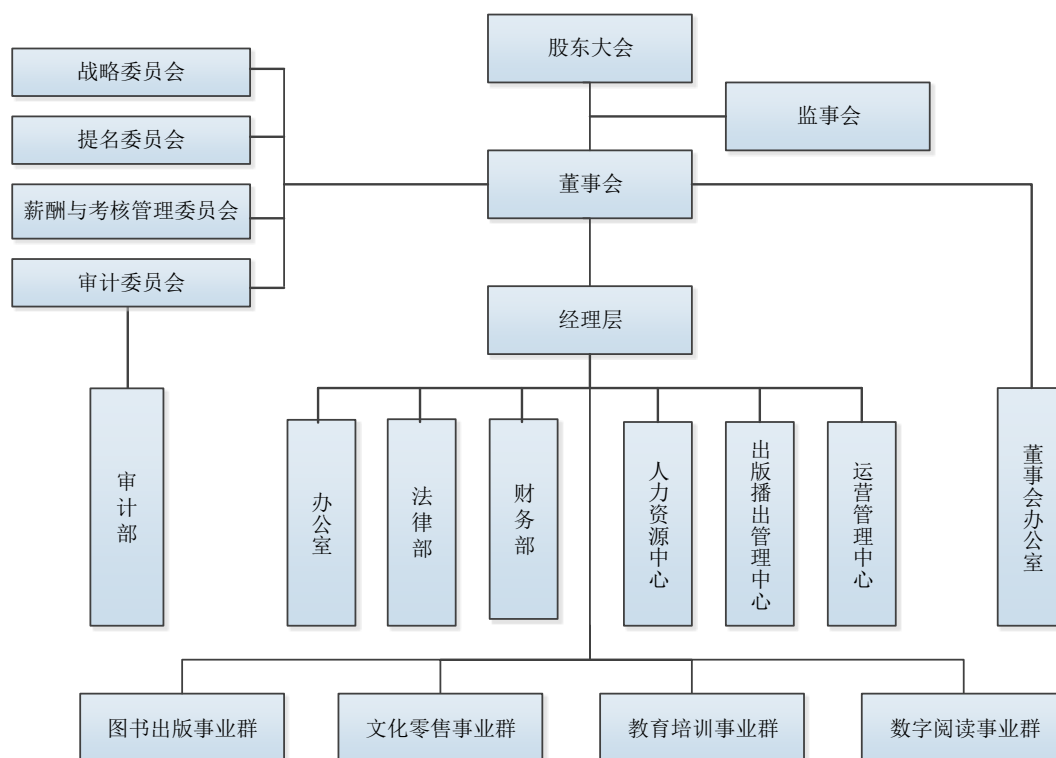 股东大会
战略委员会
监事会
提名委员会
董事会
薪酬与考核管理委员会
审计委员会
经理层
审计部
办公室
法律部
财务部
人力资源中心
出版播出管理中心
运营管理中心
董事会办公室
图书出版事业群
文化零售事业群
教育培训事业群
数字阅读事业群